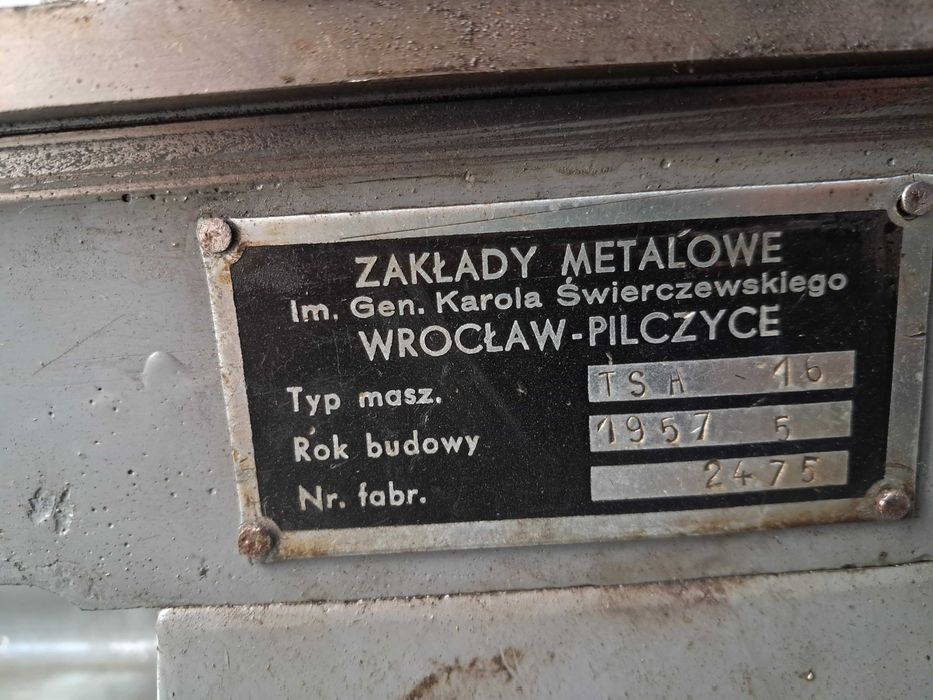 ZAKŁADY METALOWE
Im. Gen. Karola Świerczewskiego
WROCŁAW-PILCZYCE
Typ masz. TSA 16
Rok budowy 1957 5
Nr. fabr. 2475